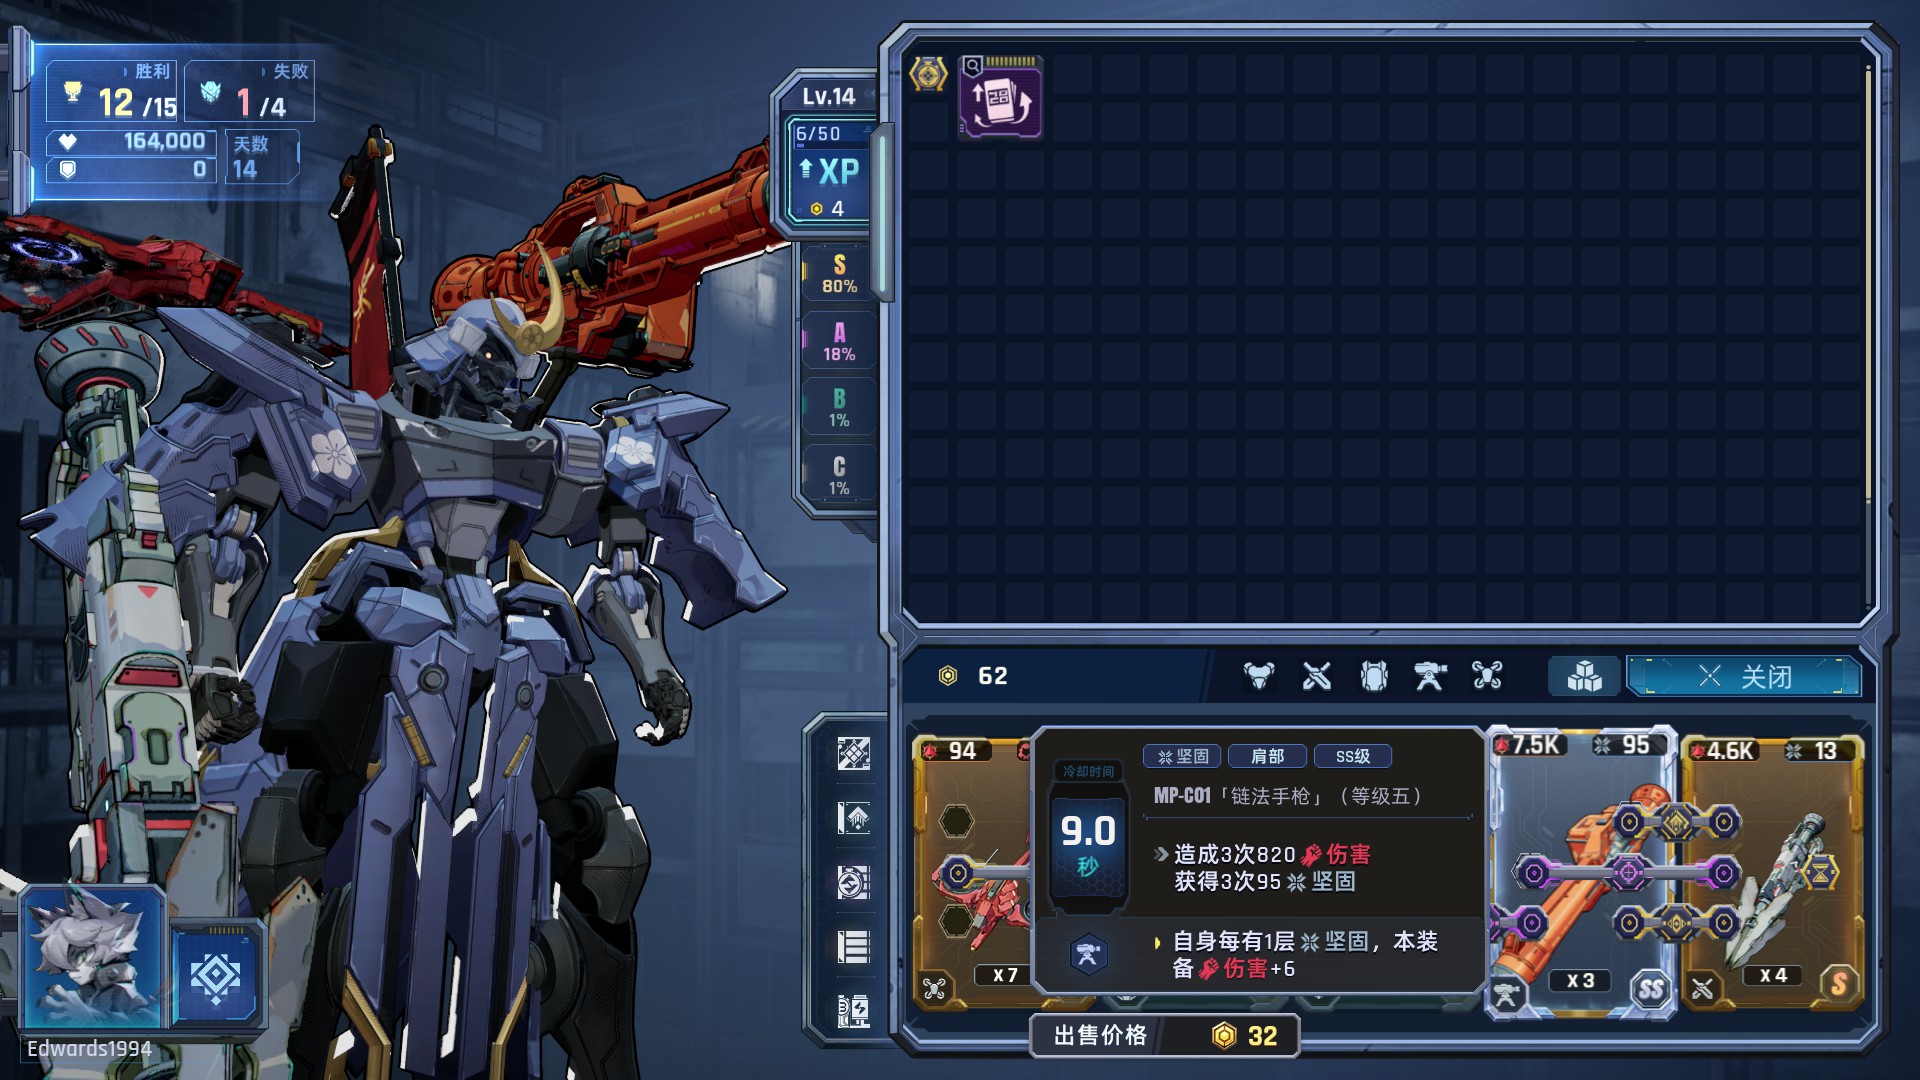 胜利
12 /15
失败
1 /4
164,000
0
天数
14
Lv.14
6/50
XP
4
S
80%
A
18%
B
1%
C
1%
62
关闭
94
x7
冷却时间
9.0
秒
坚固
肩部
SS级
MP-C01「链法手枪」（等级五）
造成3次820 伤害
获得3次95 坚固
自身每有1层 坚固，本装
备 伤害+6
7.5K
95
x3
SS
4.6K
13
x4
S
出售价格
32
Edwards1994